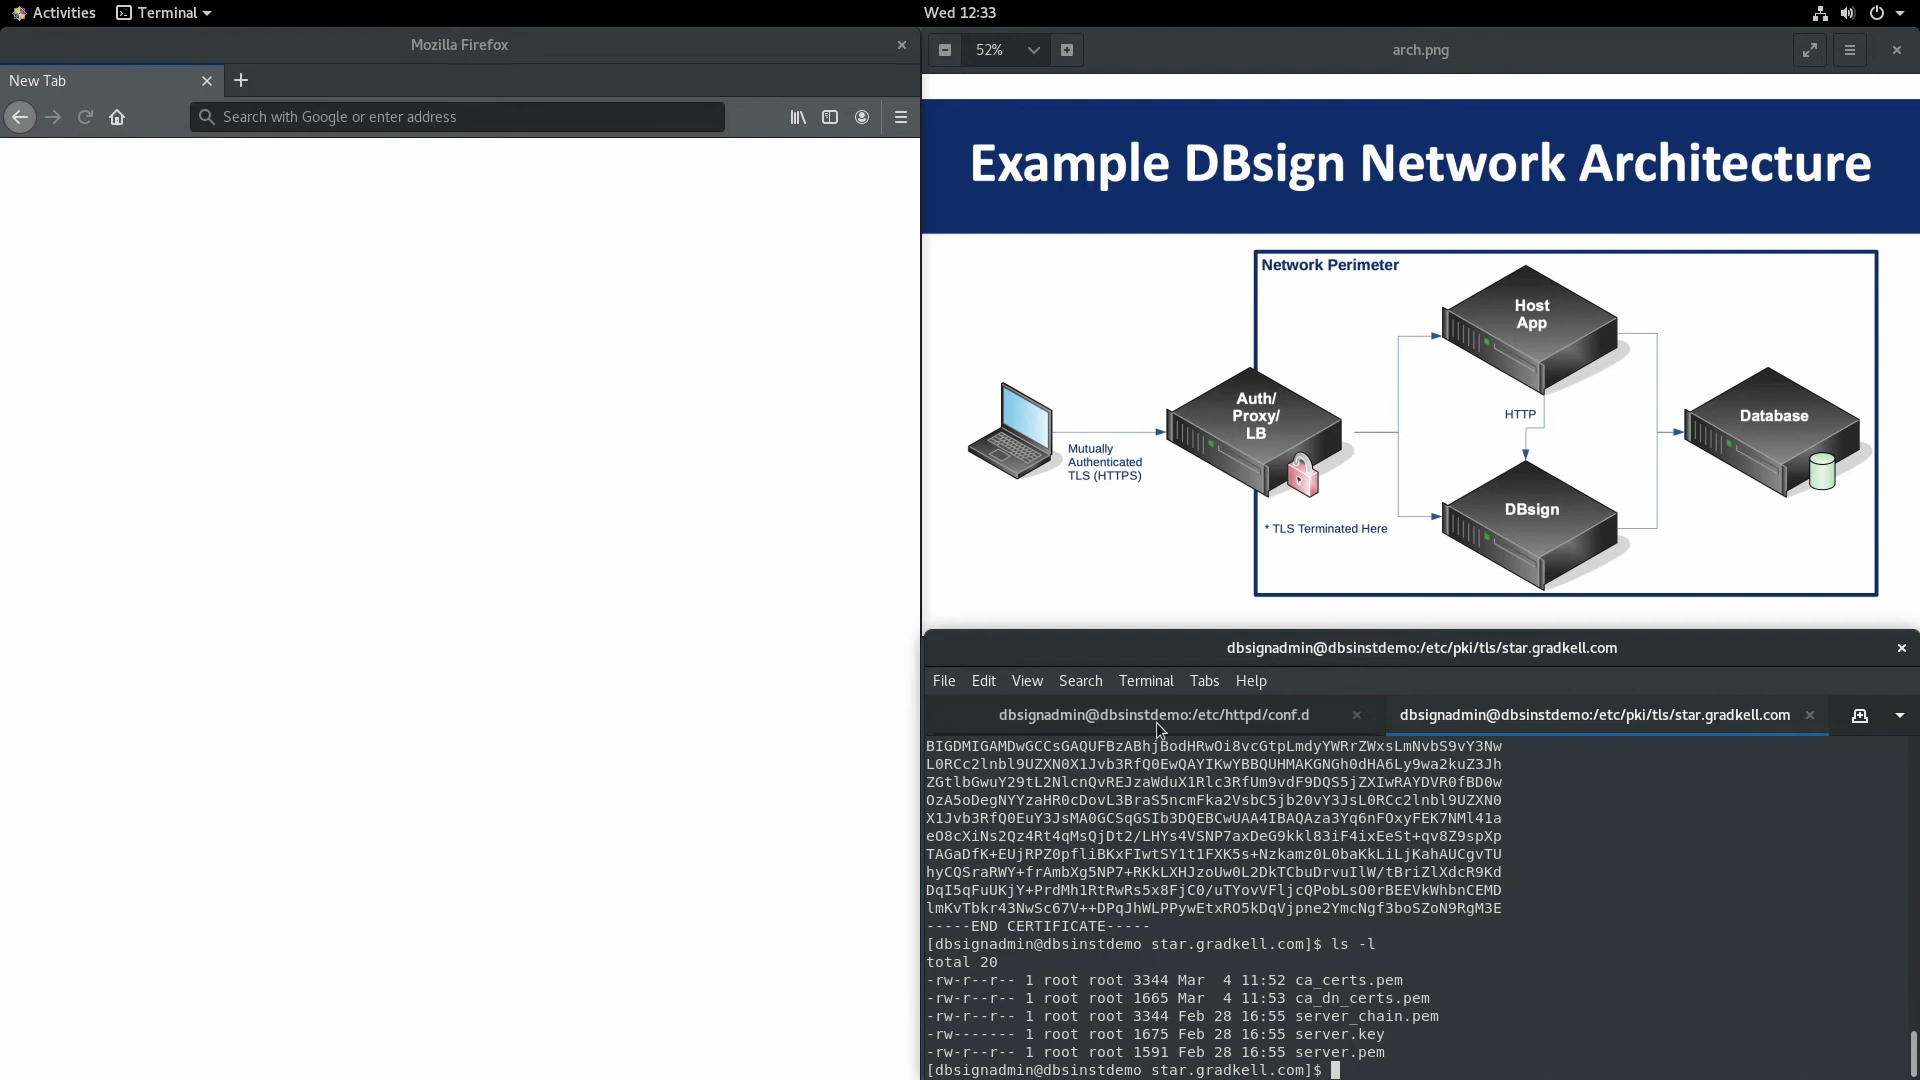 Activities
Terminal
Wed 12:33
Mozilla Firefox
New Tab
Search with Google or enter address
52%
arch.png
Example DBsign Network Architecture
Network Perimeter
Host
App
Auth/
Proxy/
LB
HTTP
Database
Mutually
Authenticated
TLS (HTTPS)
DBsign
* TLS Terminated Here
dbsignadmin@dbsinstdemo:/etc/pki/tls/star.gradkell.com
File Edit View Search Terminal Tabs Help
dbsignadmin@dbsinstdemo:/etc/httpd/conf.d
dbsignadmin@dbsinstdemo:/etc/pki/tls/star.gradkell.com
BIGDMIGAMDwGCCsGAQUFBzABhjBodHRwOi8vcGtpLmdyYWRrZWxsLmNvbS9vY3Nw
L0RCc2lnbl9UZXN0X1Jvb3RfQ0EwQAYIKwYBBQUHMAKGNGh0dHA6Ly9wa2kuZ3Jh
ZGtlbGwuY29tL2NlcnQvREJzaWduX1Rlc3RfUm9vdF9DQS5jZXIwRAYDVR0fBD0w
OzA5oDegNYYzaHR0cDovL3BraS5ncmFka2VsbC5jb20vY3JsL0RCc2lnbl9UZXN0
X1Jvb3RfQ0EuY3JsMA0GCSqGSIb3DQEBCwUAA4IBAQAza3Yq6nFOxyFEK7NMl41a
eO8cXiNs2Qz4Rt4qMsQjDt2/LHYs4VSNP7axDeG9kkl83iF4ixEeSt+qv8Z9spXp
TAGaDfK+EUjRPZ0pfliBKxFIwtSY1t1FXK5s+Nzkamz0L0baKkLiLjKahAUCgvTU
hyCQSraRWY+frAmbXg5NP7+RKkLXHJzoUw0L2DkTCbuDrvuIlW/tBriZlXdcR9Kd
DqI5qFuUKjY+PrdMh1RtRwRs5x8FjC0/uTYovVFljcQPobLsO0rBEEVkWhbnCEMD
lmKvTbkr43NwSc67V++DPqJhWLPPywEtxRO5kDqVjpne2YmcNgf3boSZoN9RgM3E
-----END CERTIFICATE-----
[dbsignadmin@dbsinstdemo star.gradkell.com]$ ls -l
total 20
-rw-r--r-- 1 root root 3344 Mar  4 11:52 ca_certs.pem
-rw-r--r-- 1 root root 1665 Mar  4 11:53 ca_dn_certs.pem
-rw-r--r-- 1 root root 3344 Feb 28 16:55 server_chain.pem
-rw------- 1 root root 1675 Feb 28 16:55 server.key
-rw-r--r-- 1 root root 1591 Feb 28 16:55 server.pem
[dbsignadmin@dbsinstdemo star.gradkell.com]$